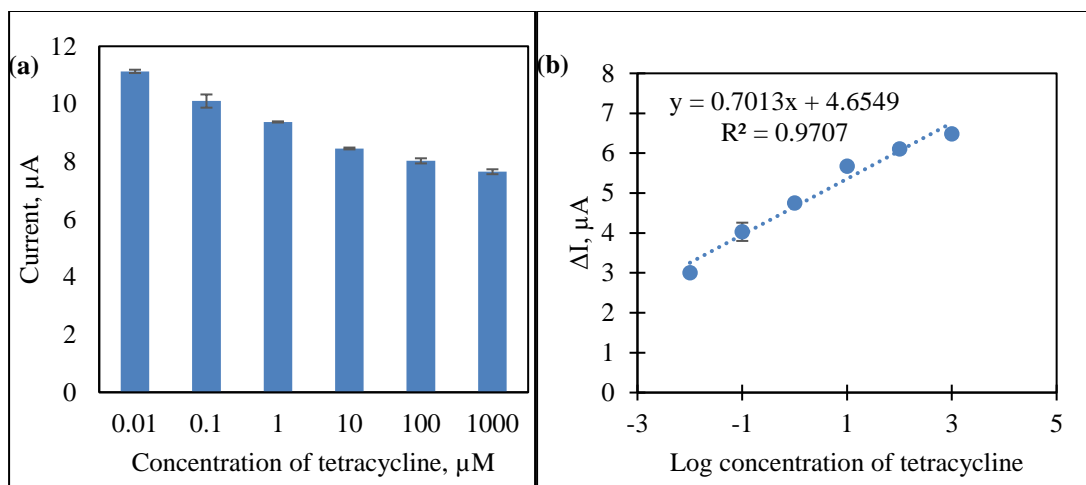 (a)
12
10
8
6
4
2
0
Current, µA
0.01 0.1 1 10 100 1000
Concentration of tetracycline, µM
(b)
8
7
6
5
4
3
2
1
0
ΔI, µA
y = 0.7013x + 4.6549
R² = 0.9707
-3 -1 1 3 5
Log concentration of tetracycline